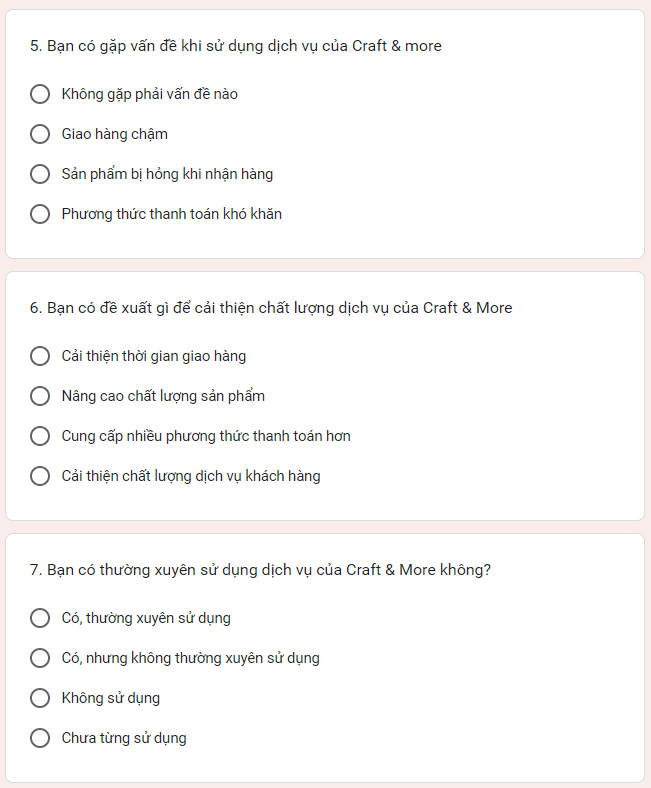 5. Bạn có gặp vấn đề khi sử dụng dịch vụ của Craft & more
Không gặp phải vấn đề nào
Giao hàng chậm
Sản phẩm bị hỏng khi nhận hàng
Phương thức thanh toán khó khăn
6. Bạn có đề xuất gì để cải thiện chất lượng dịch vụ của Craft & More
Cải thiện thời gian giao hàng
Nâng cao chất lượng sản phẩm
Cung cấp nhiều phương thức thanh toán hơn
Cải thiện chất lượng dịch vụ khách hàng
7. Bạn có thường xuyên sử dụng dịch vụ của Craft & More không?
Có, thường xuyên sử dụng
Có, nhưng không thường xuyên sử dụng
Không sử dụng
Chưa từng sử dụng